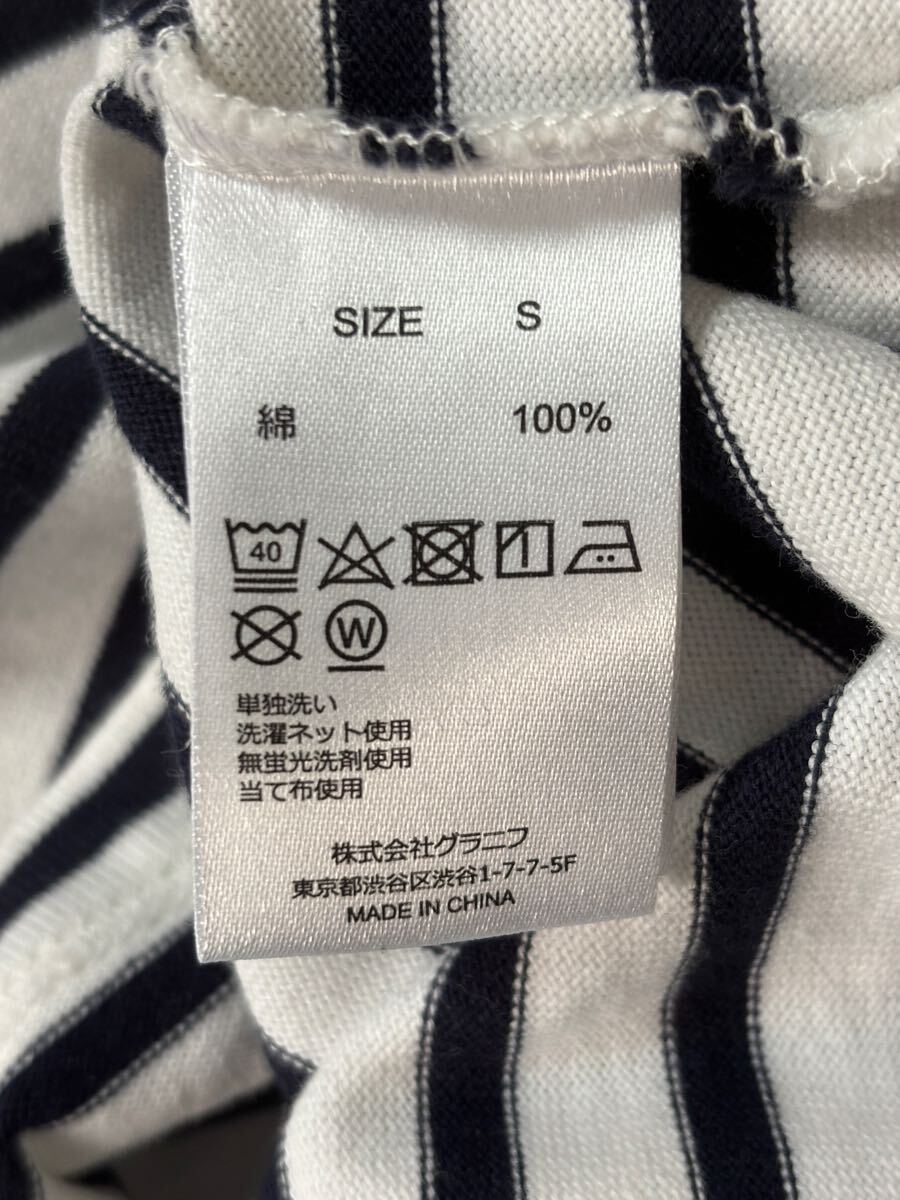 SIZE S
綿 100%
40
W
単独洗い
洗濯ネット使用
無蛍光洗剤使用
当て布使用
株式会社グラニフ
東京都渋谷区渋谷1-7-7-5F
MADE IN CHINA